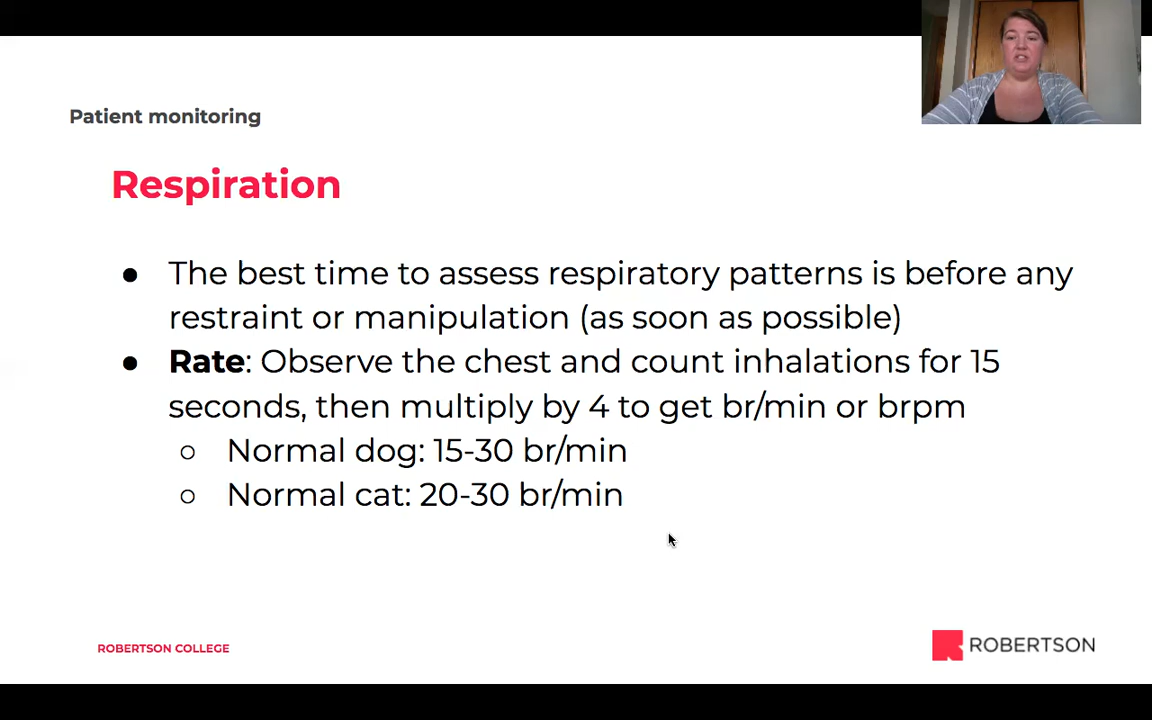 Patient monitoring
Respiration
● The best time to assess respiratory patterns is before any
restraint or manipulation (as soon as possible)
● Rate: Observe the chest and count inhalations for 15
seconds, then multiply by 4 to get br/min or brpm
○ Normal dog: 15-30 br/min
○ Normal cat: 20-30 br/min
ROBERTSON COLLEGE
ROBERTSON